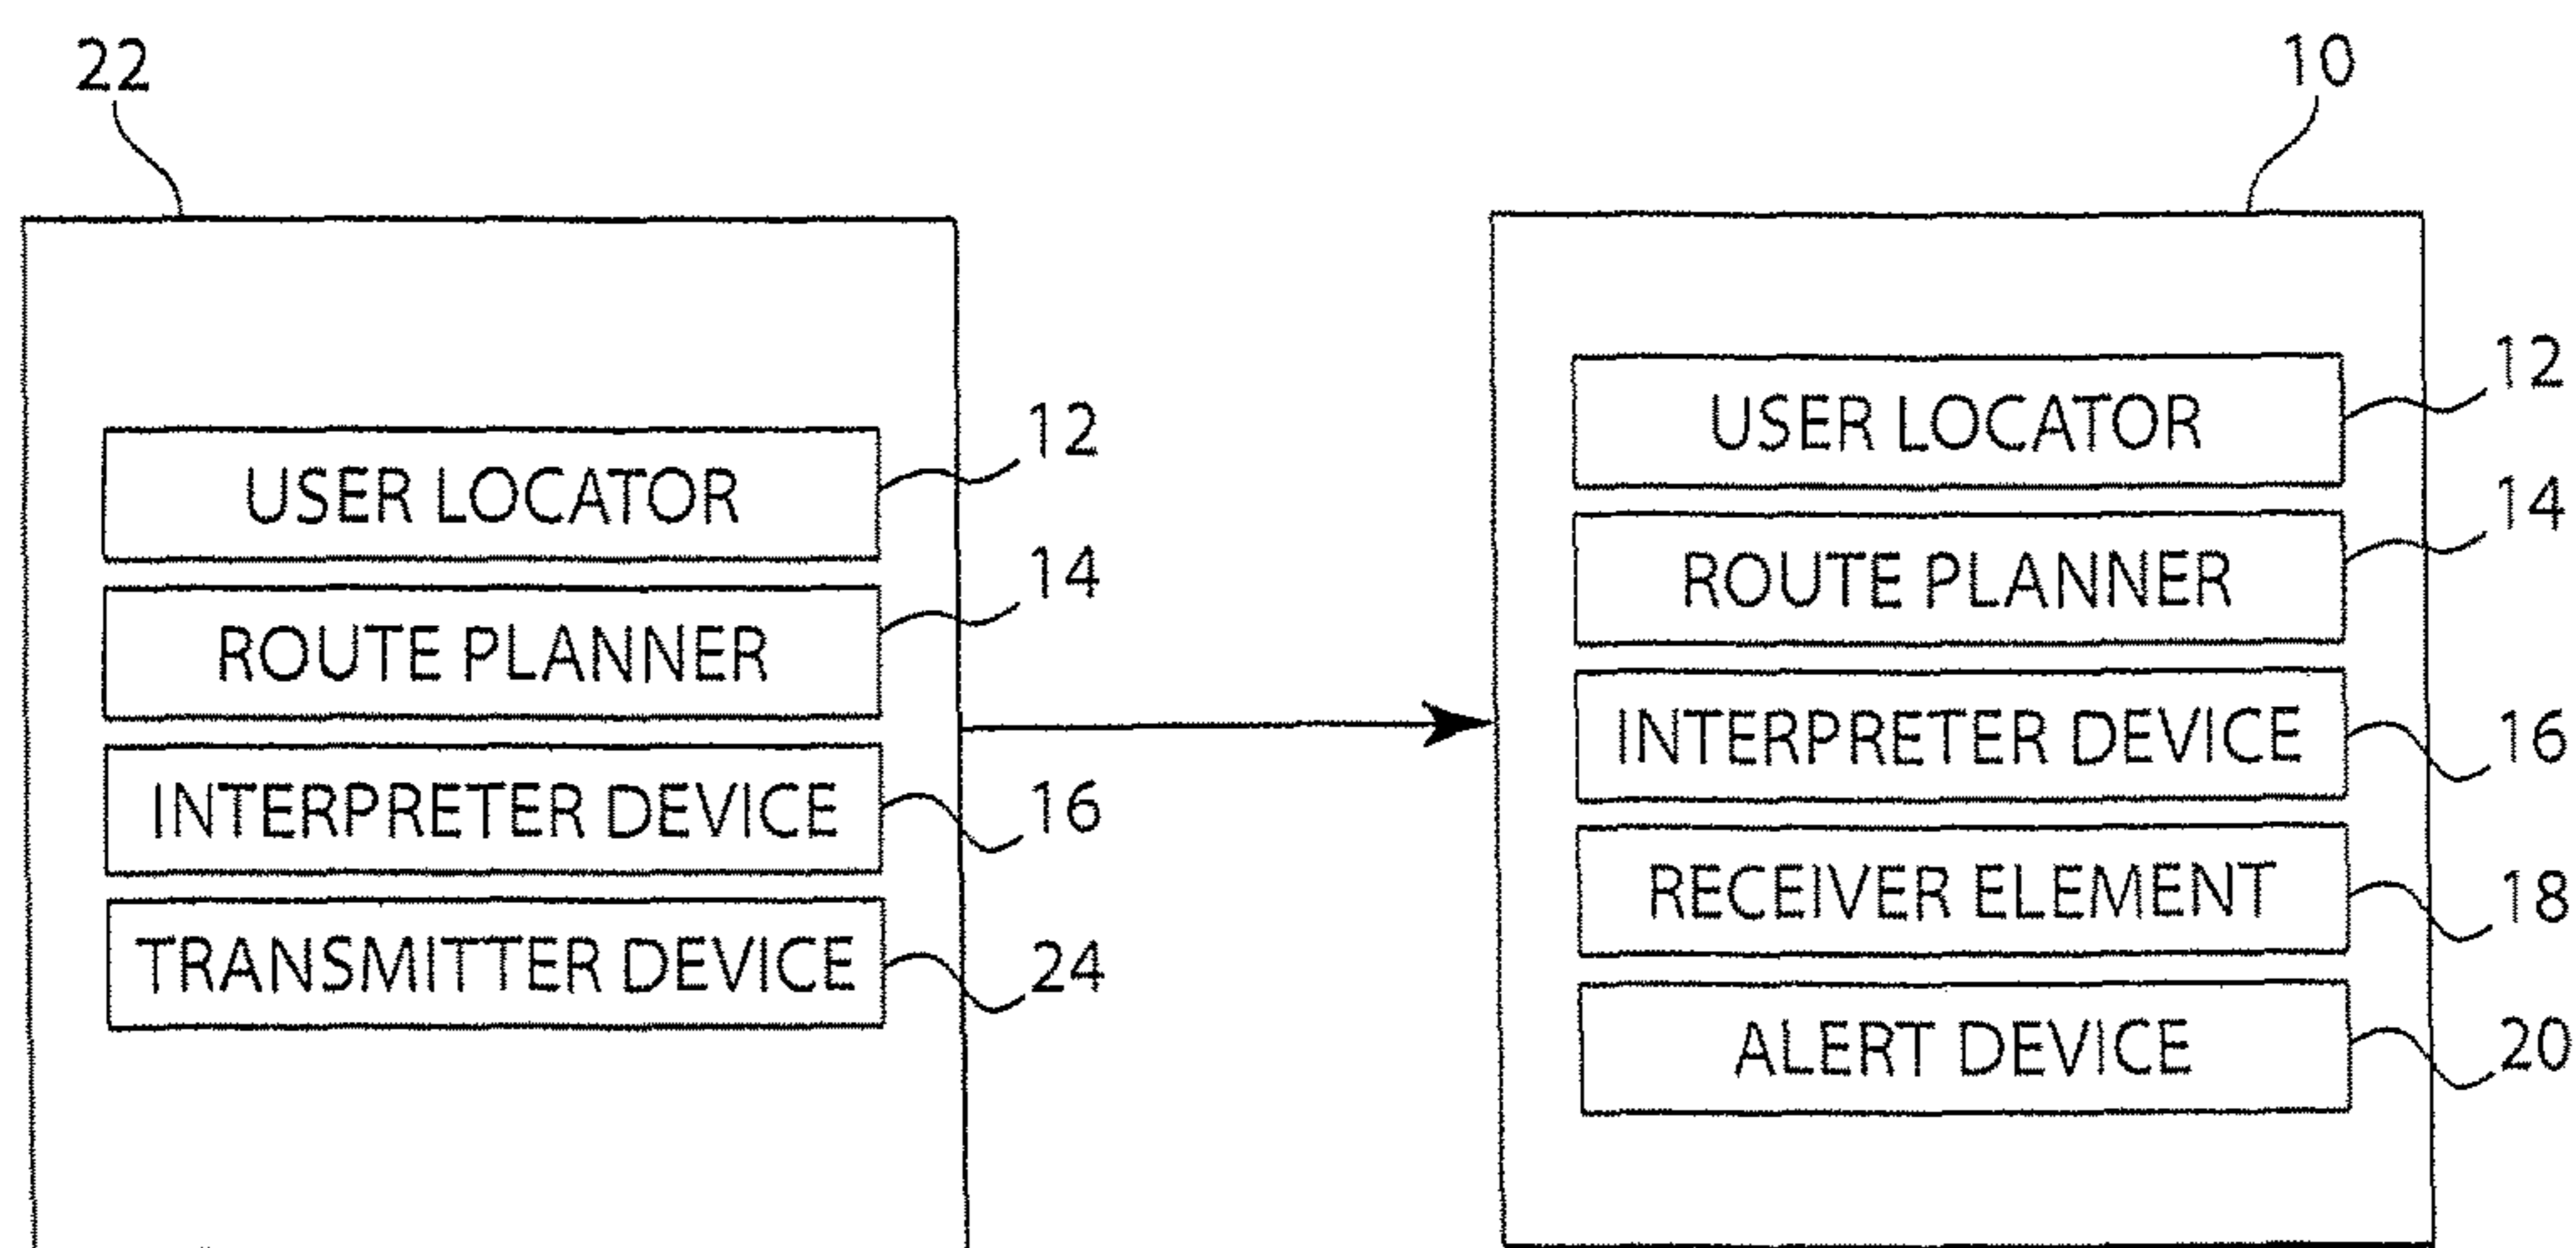 22
10
USER LOCATOR
12
ROUTE PLANNER
14
INTERPRETER DEVICE
16
TRANSMITTER DEVICE
24
USER LOCATOR
12
ROUTE PLANNER
14
INTERPRETER DEVICE
16
RECEIVER ELEMENT
18
ALERT DEVICE
20